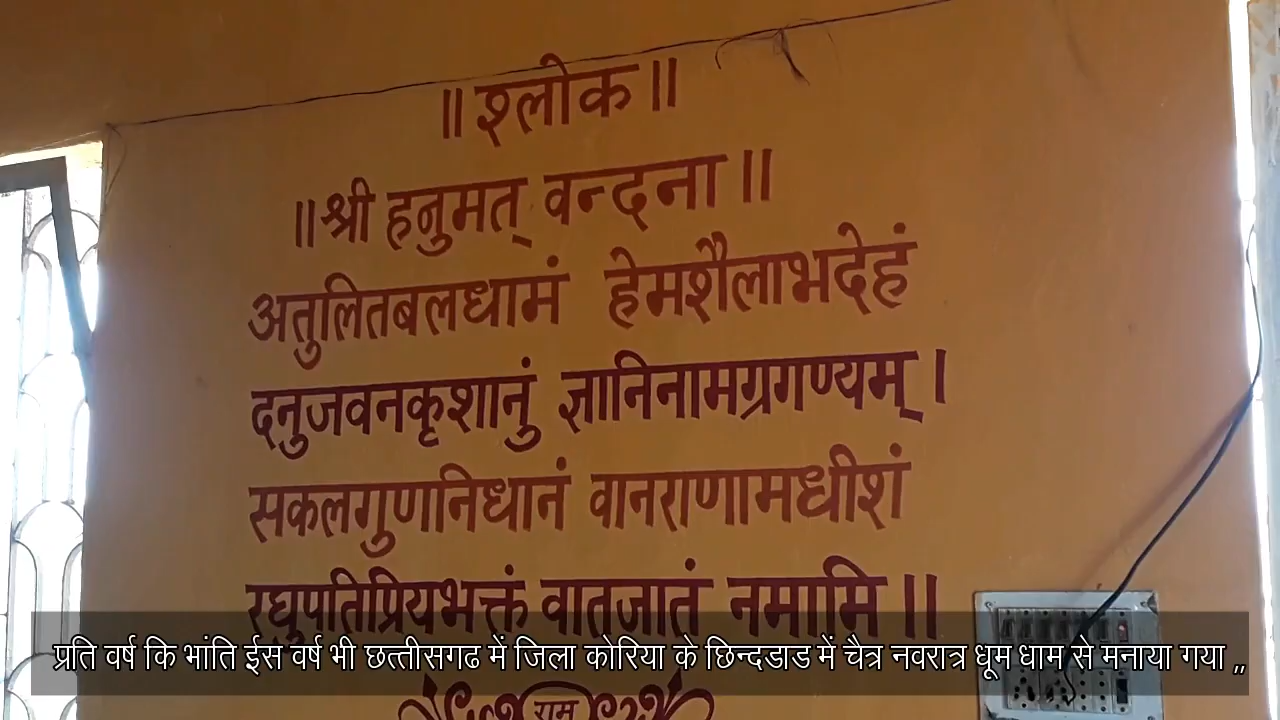 ॥ श्लोक ॥
॥ श्री हनुमत् वन्दना ॥
अतुलितबलधामं हेमशैलाभदेहं
दनुजवनकृशानुं ज्ञानिनामग्रगण्यम् ।
सकलगुणनिधानं वानराणामधीशं
रघुपतिप्रियभक्तं वातजातं नमामि ॥
प्रति वर्ष कि भांति ईस वर्ष भी छत्तीसगढ में जिला कोरिया के छिन्दडाड में चैत्र नवरात्र धूम धाम से मनाया गया ,,
राम